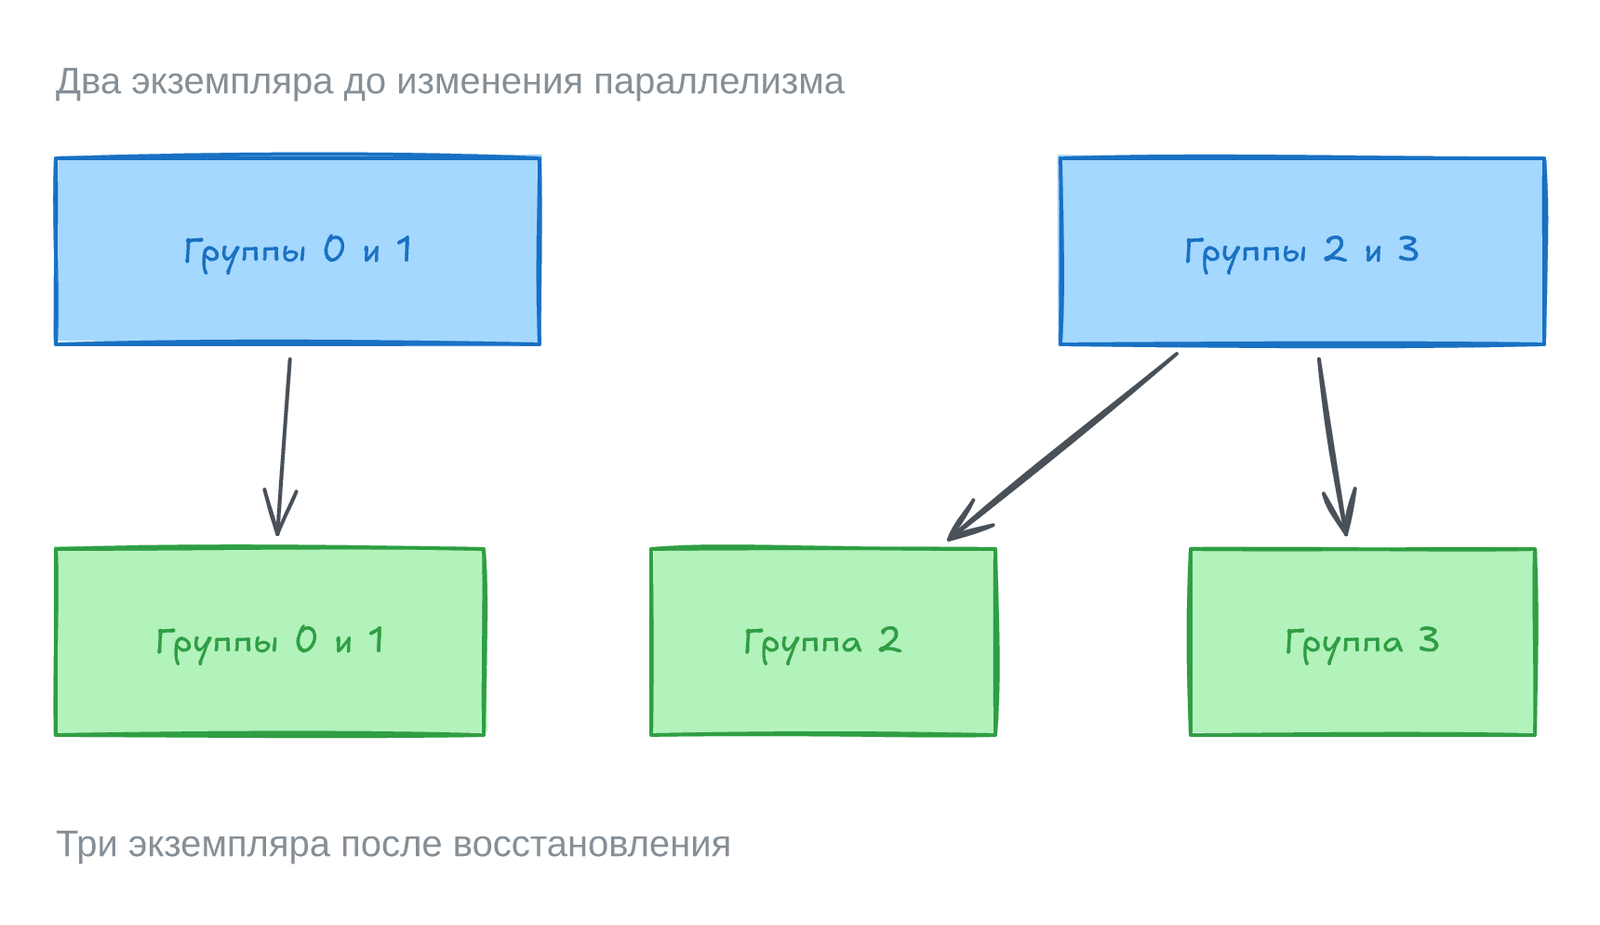 Два экземпляра до изменения параллелизма
Группы 0 и 1
Группы 2 и 3
Группы 0 и 1
Группа 2
Группа 3
Три экземпляра после восстановления